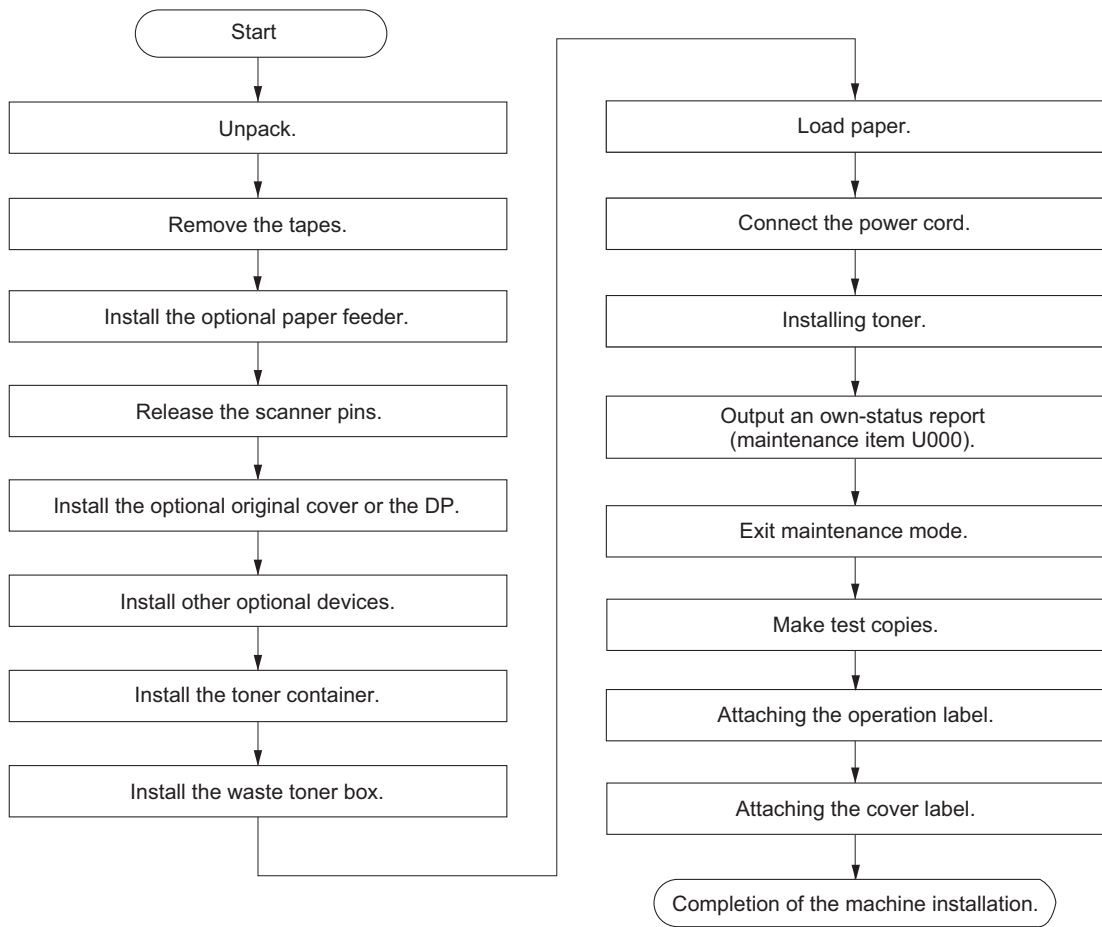 Start
Unpack.
Remove the tapes.
Install the optional paper feeder.
Release the scanner pins.
Install the optional original cover or the DP.
Install other optional devices.
Install the toner container.
Install the waste toner box.
Load paper.
Connect the power cord.
Installing toner.
Output an own-status report
(maintenance item U000).
Exit maintenance mode.
Make test copies.
Attaching the operation label.
Attaching the cover label.
Completion of the machine installation.